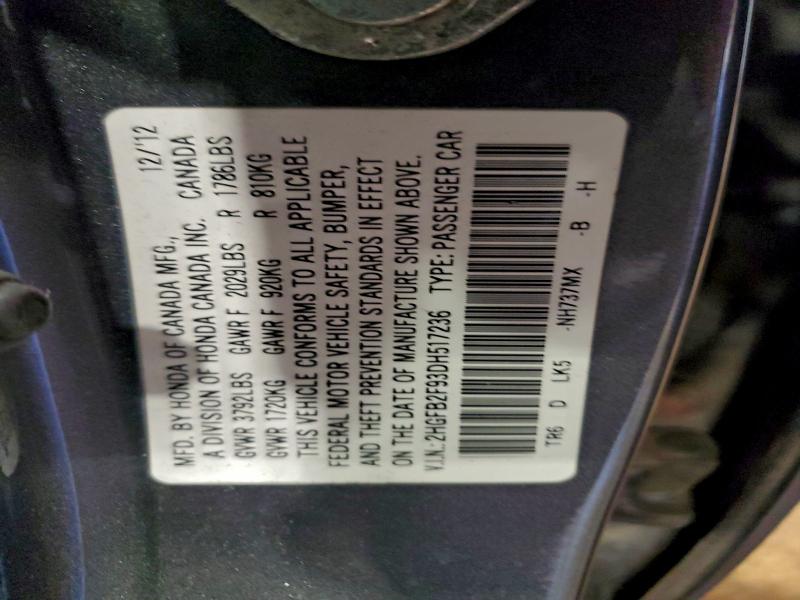 MFD. BY HONDA OF CANADA MFG., 12/'12
A DIVISION OF HONDA CANADA INC. CANADA
GVWR 3792LBS GAWR F 2029LBS R 1786LBS
GVWR 1720KG GAWR F 920KG R 810KG
THIS VEHICLE CONFORMS TO ALL APPLICABLE
FEDERAL MOTOR VEHICLE SAFETY, BUMPER,
AND THEFT PREVENTION STANDARDS IN EFFECT
ON THE DATE OF MANUFACTURE SHOWN ABOVE.
V.I.N.:2HGFB2F93DH517236 TYPE: PASSENGER CAR
TR6 D LK5 -NH737MX -B -H